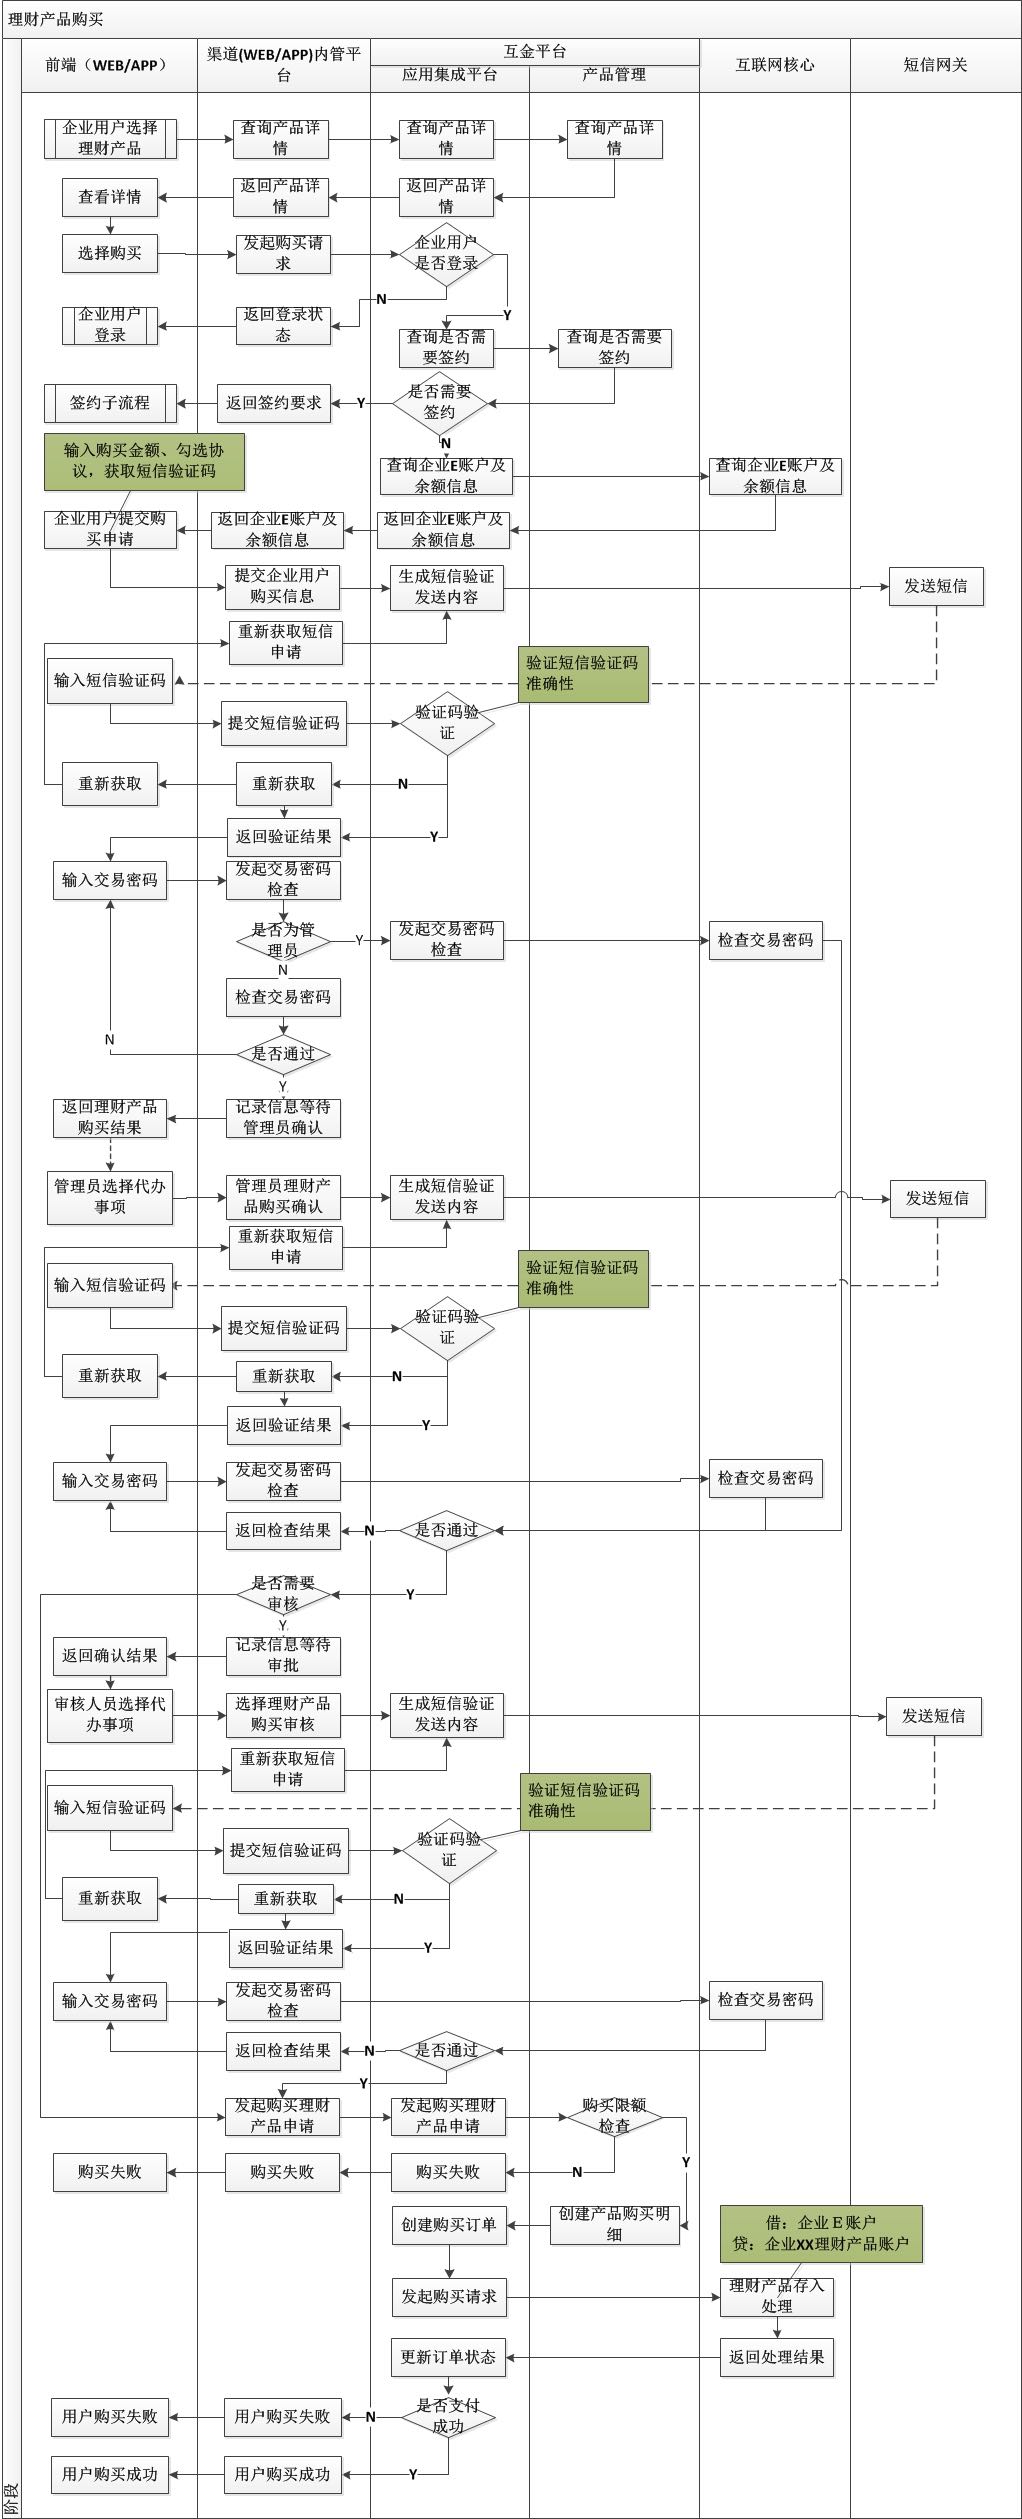 理财产品购买
前端（WEB/APP）
渠道(WEB/APP)内管平
台
互金平台
应用集成平台
产品管理
互联网核心
短信网关
企业用户选择
理财产品
查询产品详
情
查询产品详
情
查询产品详
情
查看详情
返回产品详
情
返回产品详
情
选择购买
发起购买请
求
企业用户
是否登录
N
Y
企业用户
登录
返回登录状
态
查询是否需
要签约
查询是否需要
签约
签约子流程
返回签约要求
Y
是否需要
签约
N
输入购买金额、勾选协
议，获取短信验证码
查询企业E账户及
余额信息
查询企业E账户及
余额信息
企业用户提交购
买申请
返回企业E账户及
余额信息
返回企业E账户及
余额信息
提交企业用户
购买信息
生成短信验证
发送内容
发送短信
重新获取短信
申请
输入短信验证码
验证短信验证码
准确性
提交短信验证码
验证码验
证
重新获取
重新获取
N
返回验证结果
Y
输入交易密码
发起交易密码
检查
是否为管
理员
Y
发起交易密码
检查
检查交易密码
N
检查交易密码
N
是否通过
Y
返回理财产品
购买结果
记录信息等待
管理员确认
管理员选择代办
事项
管理员理财产
品购买确认
生成短信验证
发送内容
发送短信
重新获取短信
申请
输入短信验证码
验证短信验证码
准确性
提交短信验证码
验证码验
证
重新获取
重新获取
N
返回验证结果
Y
输入交易密码
发起交易密码
检查
检查交易密码
返回检查结果
N
是否通过
是否需要
审核
Y
Y
返回确认结果
记录信息等待
审批
审核人员选择代
办事项
选择理财产品
购买审核
生成短信验证
发送内容
发送短信
重新获取短信
申请
输入短信验证码
验证短信验证码
准确性
提交短信验证码
验证码验
证
重新获取
重新获取
N
返回验证结果
Y
输入交易密码
发起交易密码
检查
检查交易密码
返回检查结果
N
是否通过
Y
发起购买理财
产品申请
发起购买理财
产品申请
购买限额
检查
购买失败
购买失败
购买失败
N
Y
创建购买订单
创建产品购买明
细
借：企业Ｅ账户
贷：企业XX理财产品账户
发起购买请求
理财产品存入
处理
更新订单状态
返回处理结果
用户购买失败
用户购买失败
N
是否支付
成功
用户购买成功
用户购买成功
Y
阶段